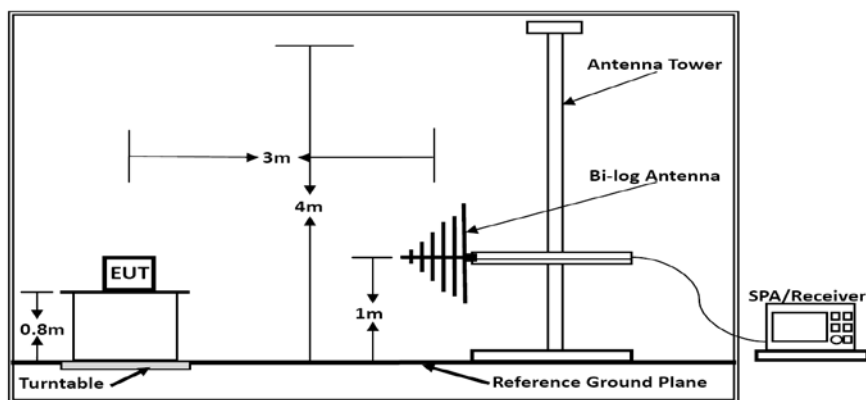 Antenna Tower
3m
Bi-log Antenna
4m
EUT
SPA/Receiver
0.8m
1m
Turntable
Reference Ground Plane